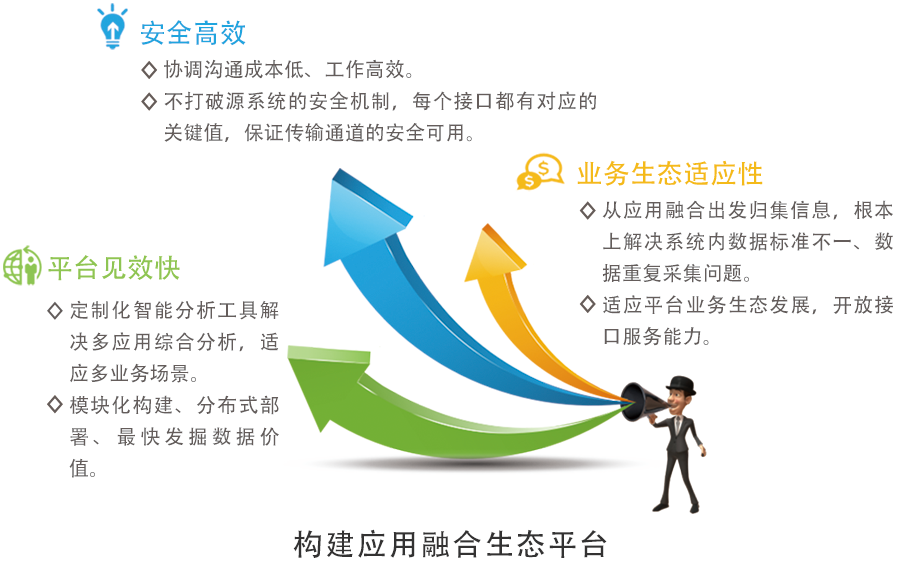 安全高效
◇ 协调沟通成本低、工作高效。
◇ 不打破源系统的安全机制，每个接口都有对应的
关键值，保证传输通道的安全可用。
业务生态适应性
◇ 从应用融合出发归集信息，根本
上解决系统内数据标准不一、数
据重复采集问题。
◇ 适应平台业务生态发展，开放接
口服务能力。
平台见效快
◇ 定制化智能分析工具解
决多应用综合分析，适
应多业务场景。
◇ 模块化构建、分布式部
署、最快发掘数据价
值。
构建应用融合生态平台